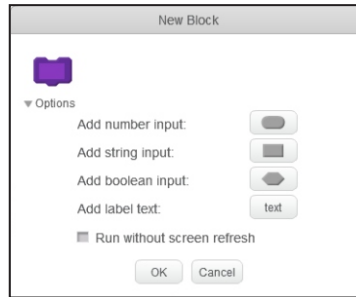 New Block
Options
Add number input:
Add string input:
Add boolean input:
Add label text: text
Run without screen refresh
OK Cancel